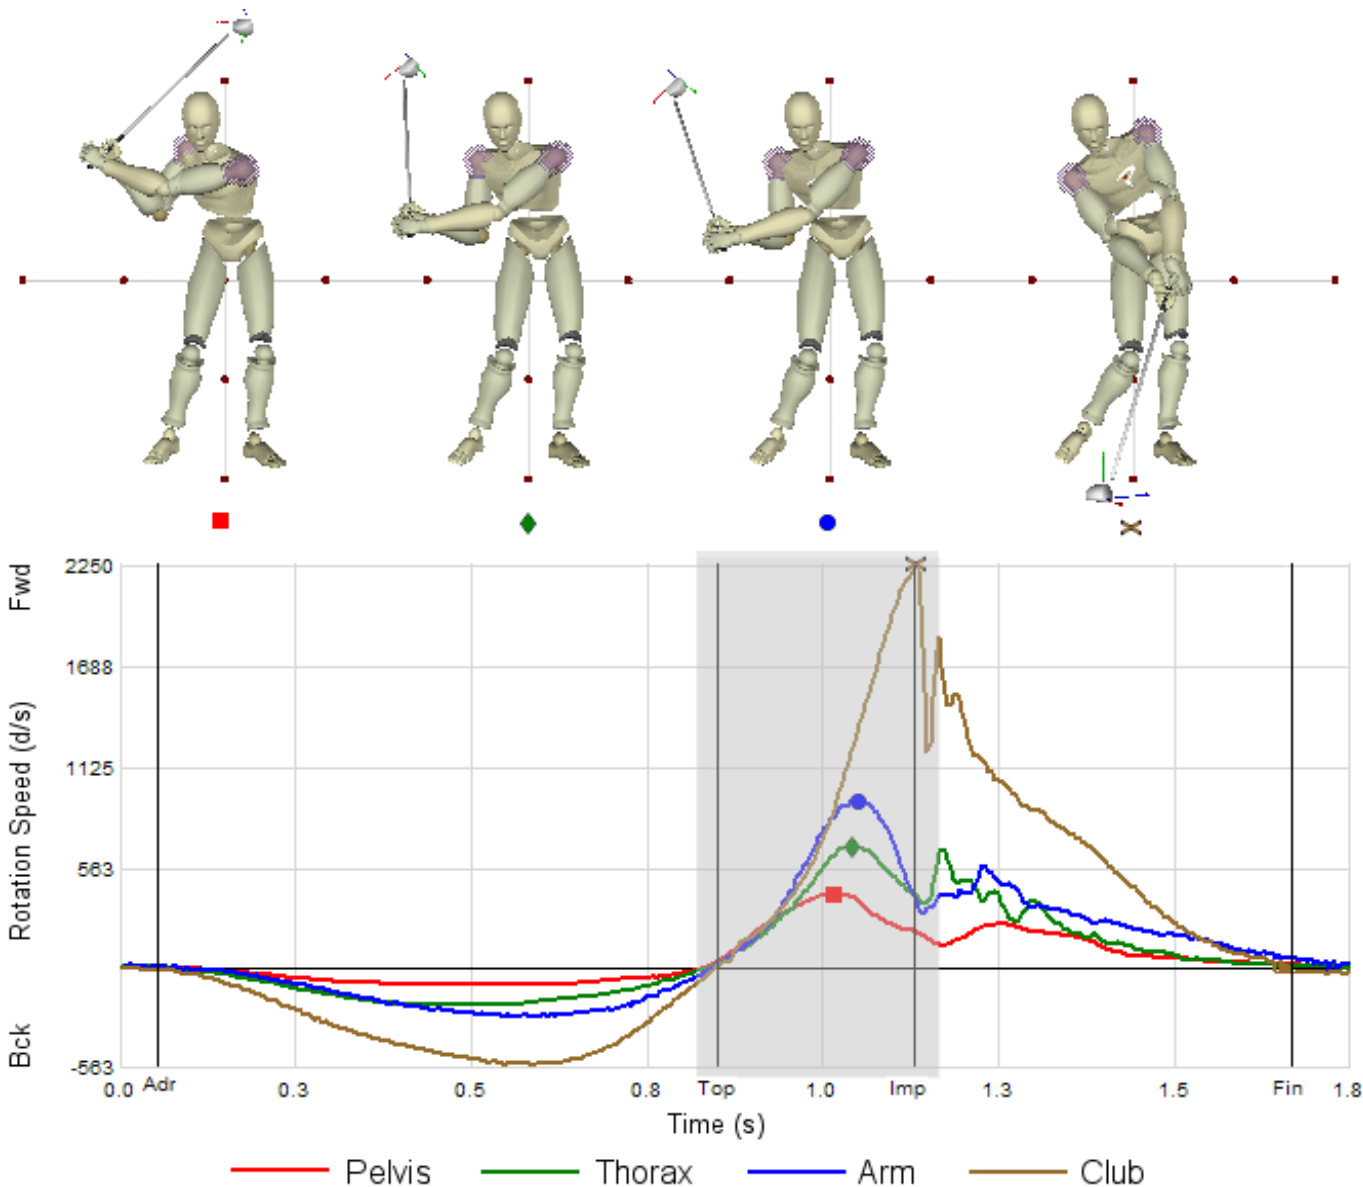 Fwd
Rotation Speed (d/s)
Bck
2250
1688
1125
563
-563
0.0 Adr 0.3 0.5 0.8 Top 1.0 Imp 1.3 1.5 Fin 1.8
Time (s)
Pelvis Thorax Arm Club